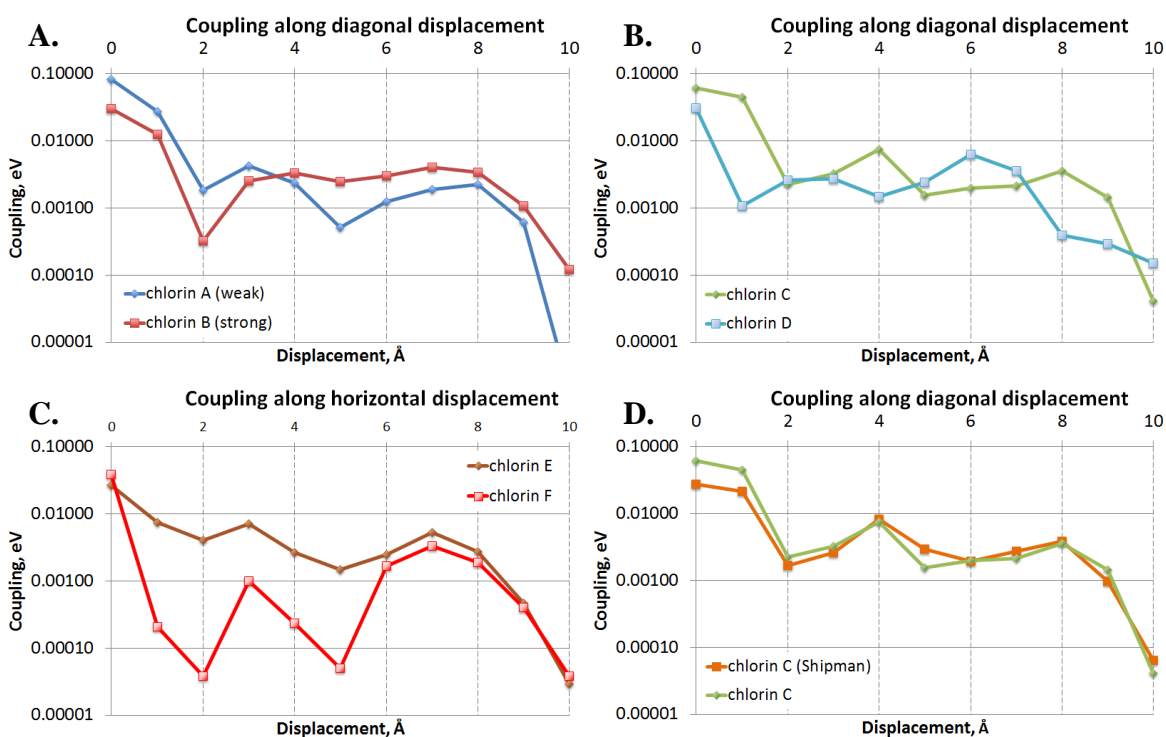 A.
Coupling along diagonal displacement
0 2 4 6 8 10
Coupling, eV
0.10000
0.01000
0.00100
0.00010
0.00001
chlorin A (weak)
chlorin B (strong)
Displacement, Å
B.
Coupling along diagonal displacement
0 2 4 6 8 10
Coupling, eV
0.10000
0.01000
0.00100
0.00010
0.00001
chlorin C
chlorin D
Displacement, Å
C.
Coupling along horizontal displacement
0 2 4 6 8 10
Coupling, eV
0.10000
0.01000
0.00100
0.00010
0.00001
chlorin E
chlorin F
Displacement, Å
D.
Coupling along diagonal displacement
0 2 4 6 8 10
Coupling, eV
0.10000
0.01000
0.00100
0.00010
0.00001
chlorin C (Shipman)
chlorin C
Displacement, Å